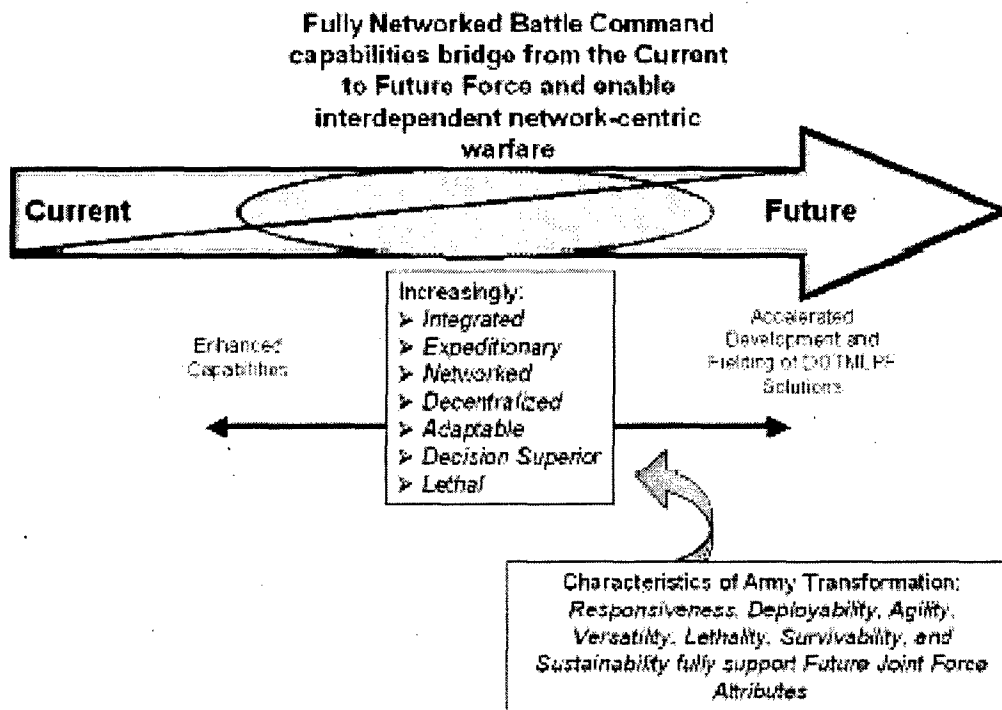 Fully Networked Battle Command
capabilities bridge from the Current
to Future Force and enable
interdependent network-centric
warfare
Current
Future
Enhanced
Capabilities
Increasingly:
➢ Integrated
➢ Expeditionary
➢ Networked
➢ Decentralized
➢ Adaptable
➢ Decision Superior
➢ Lethal
Accelerated
Development and
Fielding of DOTMLPF
Solutions
Characteristics of Army Transformation:
Responsiveness, Deployability, Agility,
Versatility, Lethality, Survivability, and
Sustainability fully support Future Joint Force
Attributes